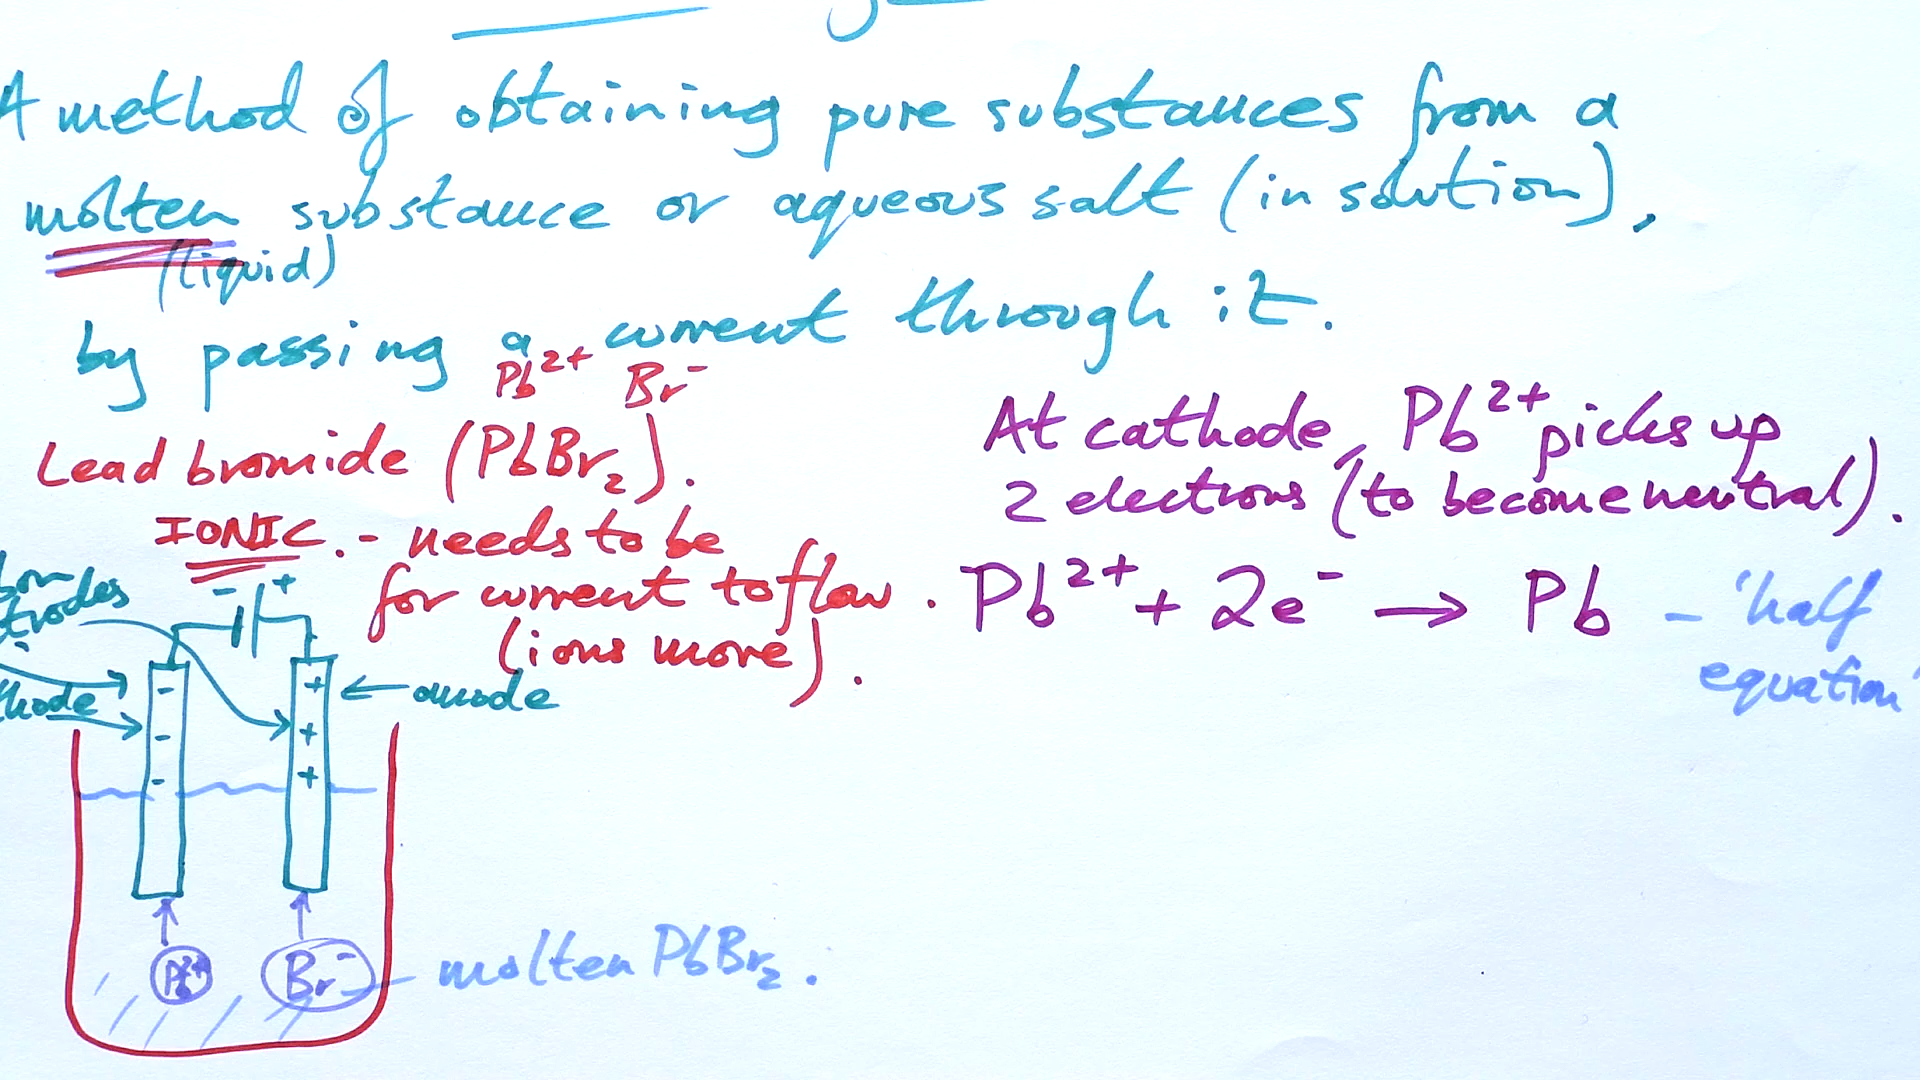 A method of obtaining pure substances from a
molten substance or aqueous salt (in solution),
(liquid)
by passing a current through it.
Pb²⁺ Br⁻
Lead bromide (PbBr₂).
IONIC. - needs to be
for current to flow.
(ions move).
At cathode, Pb²⁺ picks up
2 electrons (to become neutral).
Pb²⁺ + 2e⁻ → Pb - 'half
equation'
- +
← anode
- +
- +
- +
Pb²⁺ Br⁻ - molten PbBr₂.